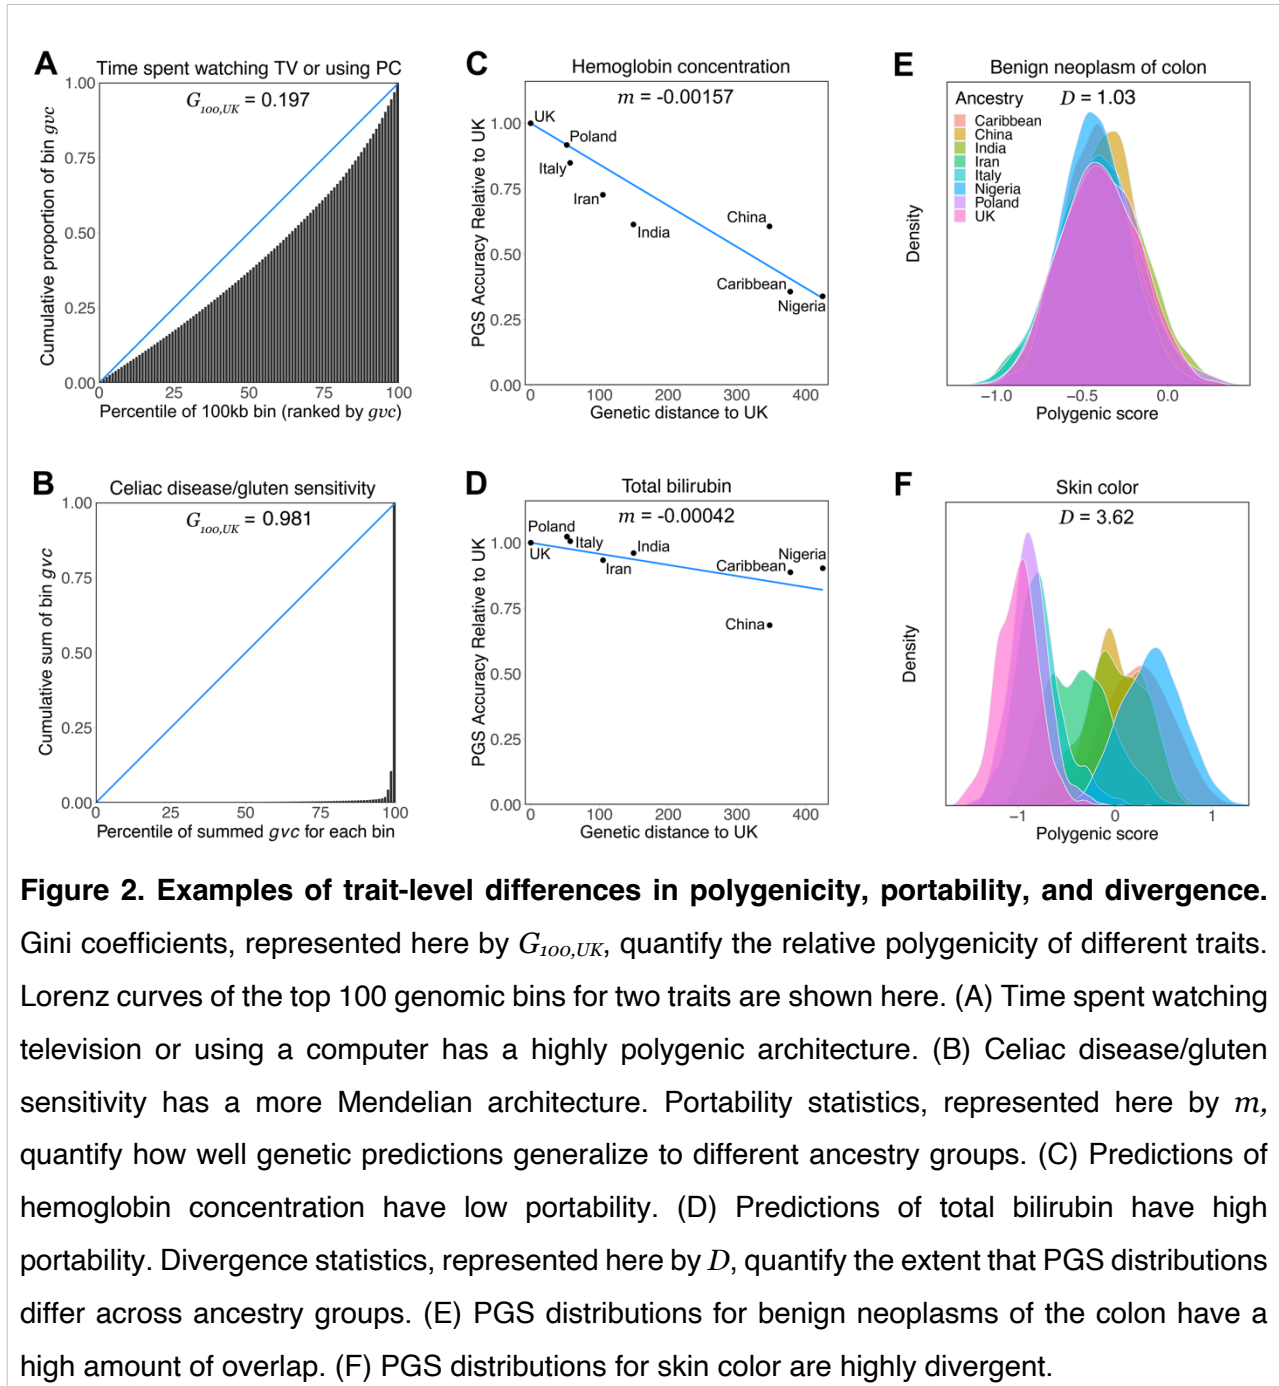 A
Time spent watching TV or using PC
G100,UK = 0.197
Cumulative proportion of bin gvc
1.00
0.75
0.50
0.25
0.00
0 25 50 75 100
Percentile of 100kb bin (ranked by gvc)
C
Hemoglobin concentration
m = -0.00157
PGS Accuracy Relative to UK
1.00
0.75
0.50
0.25
0.00
UK
Poland
Italy
Iran
India
China
Caribbean
Nigeria
0 100 200 300 400
Genetic distance to UK
E
Benign neoplasm of colon
Ancestry
D = 1.03
Caribbean
China
India
Iran
Italy
Nigeria
Poland
UK
Density
−1.0 −0.5 0.0
Polygenic score
B
Celiac disease/gluten sensitivity
G100,UK = 0.981
Cumulative sum of bin gvc
1.00
0.75
0.50
0.25
0.00
0 25 50 75 100
Percentile of summed gvc for each bin
D
Total bilirubin
m = -0.00042
PGS Accuracy Relative to UK
1.00
0.75
0.50
0.25
0.00
Poland
UK
Italy
Iran
India
Caribbean
Nigeria
China
0 100 200 300 400
Genetic distance to UK
F
Skin color
D = 3.62
Density
−1 0 1
Polygenic score
Figure 2. Examples of trait-level differences in polygenicity, portability, and divergence.
Gini coefficients, represented here by G100,UK, quantify the relative polygenicity of different traits.
Lorenz curves of the top 100 genomic bins for two traits are shown here. (A) Time spent watching
television or using a computer has a highly polygenic architecture. (B) Celiac disease/gluten
sensitivity has a more Mendelian architecture. Portability statistics, represented here by m,
quantify how well genetic predictions generalize to different ancestry groups. (C) Predictions of
hemoglobin concentration have low portability. (D) Predictions of total bilirubin have high
portability. Divergence statistics, represented here by D, quantify the extent that PGS distributions
differ across ancestry groups. (E) PGS distributions for benign neoplasms of the colon have a
high amount of overlap. (F) PGS distributions for skin color are highly divergent.